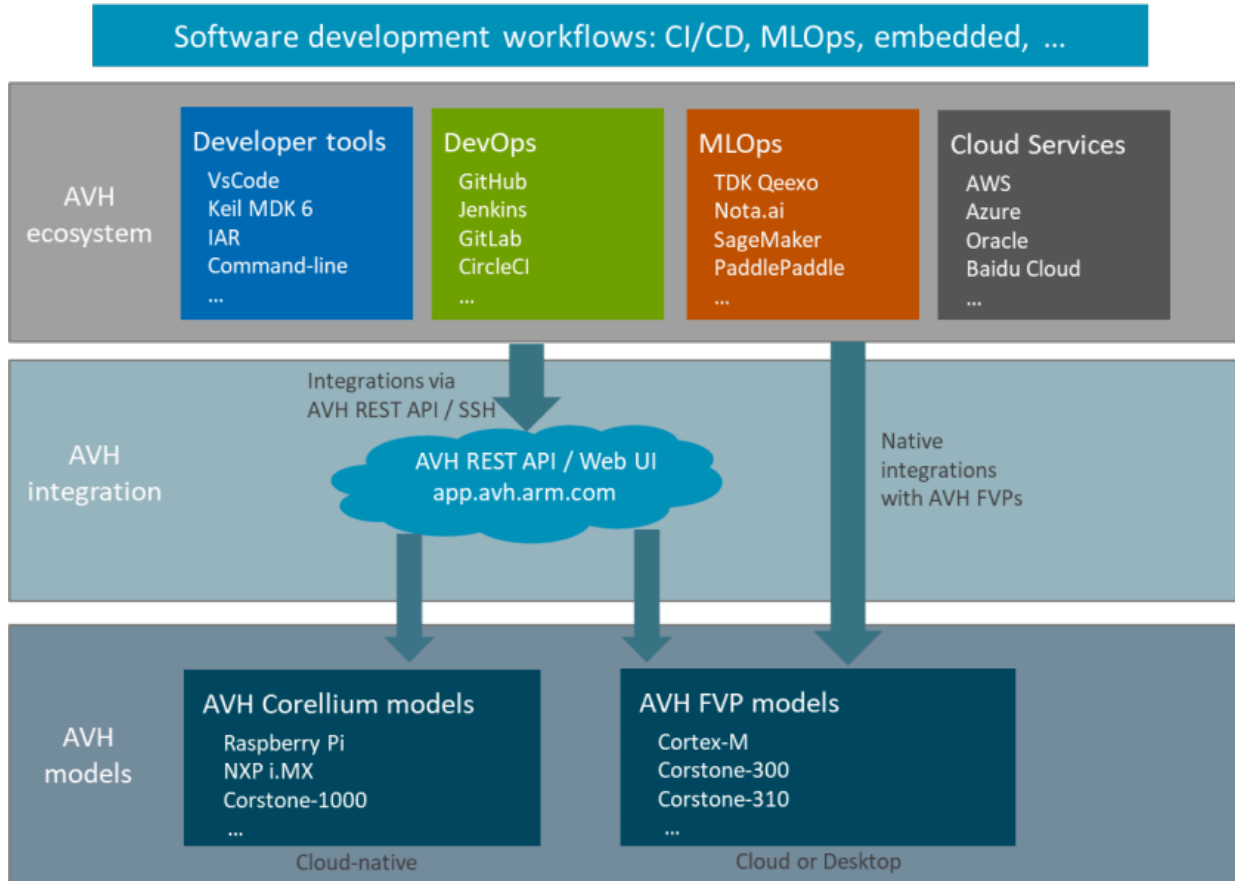 Software development workflows: CI/CD, MLOps, embedded, …
AVH
ecosystem
Developer tools
VsCode
Keil MDK 6
IAR
Command-line
…
DevOps
GitHub
Jenkins
GitLab
CircleCI
…
MLOps
TDK Qeexo
Nota.ai
SageMaker
PaddlePaddle
…
Cloud Services
AWS
Azure
Oracle
Baidu Cloud
…
AVH
integration
Integrations via
AVH REST API / SSH
AVH REST API / Web UI
app.avh.arm.com
Native
integrations
with AVH FVPs
AVH
models
AVH Corellium models
Raspberry Pi
NXP i.MX
Corstone-1000
…
Cloud-native
AVH FVP models
Cortex-M
Corstone-300
Corstone-310
…
Cloud or Desktop